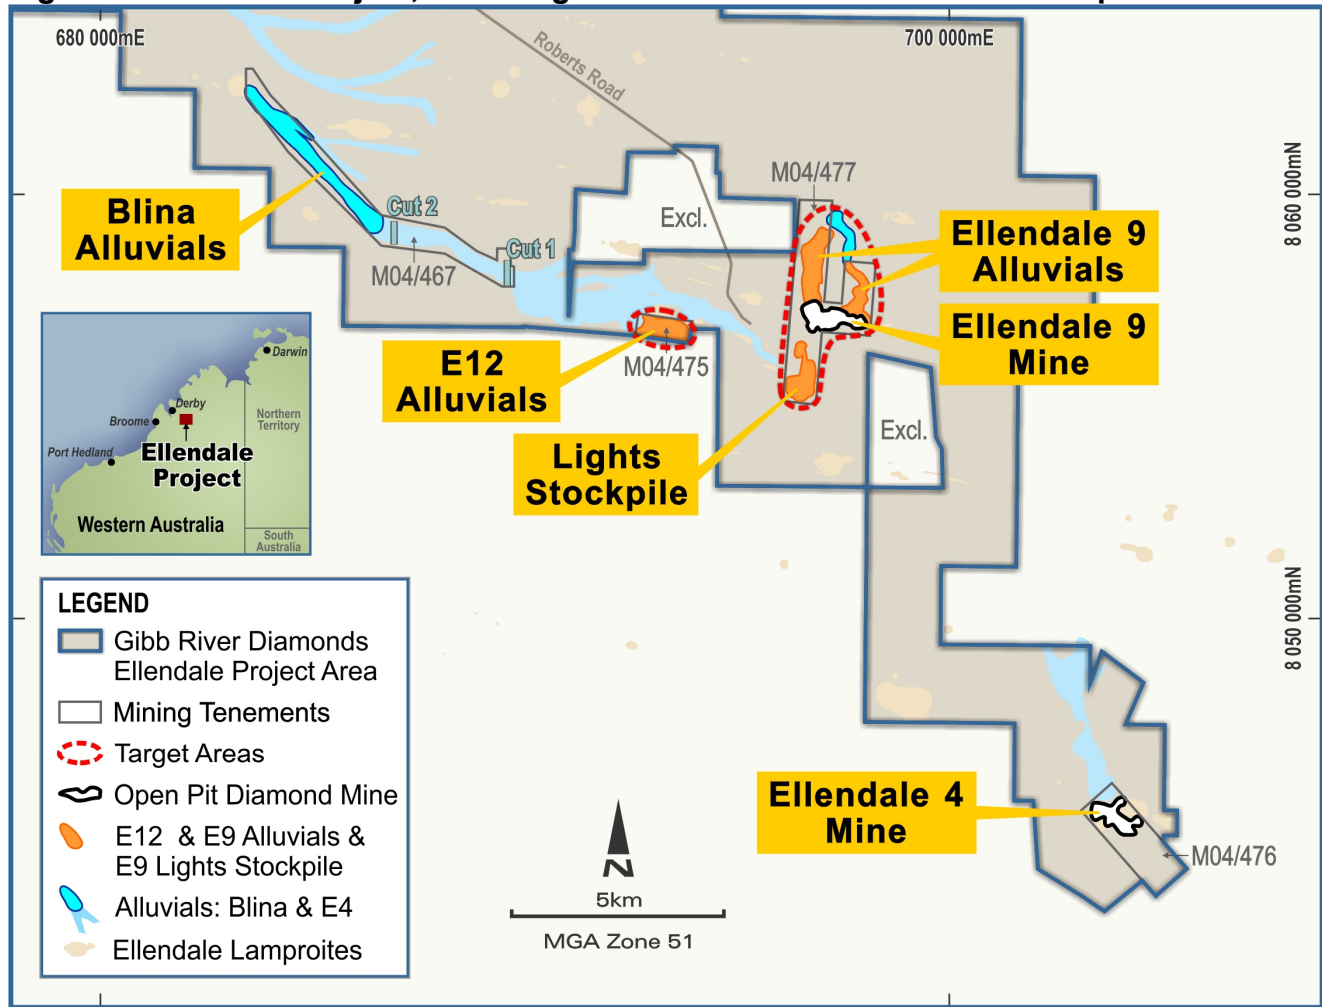 680 000mE
700 000mE
Roberts Road
M04/477
8 060 000mN
Excl.
Blina
Alluvials
Cut 2
Cut 1
M04/467
Ellendale 9
Alluvials
Ellendale 9
Mine
E12
Alluvials
M04/475
Lights
Stockpile
Excl.
Darwin
Derby
Broome
Northern
Territory
Port Hedland
Ellendale
Project
Western Australia
South
Australia
8 050 000mN
LEGEND
Gibb River Diamonds
Ellendale Project Area
Mining Tenements
Target Areas
Open Pit Diamond Mine
E12 & E9 Alluvials &
E9 Lights Stockpile
Alluvials: Blina & E4
Ellendale Lamproites
N
5km
MGA Zone 51
Ellendale 4
Mine
M04/476